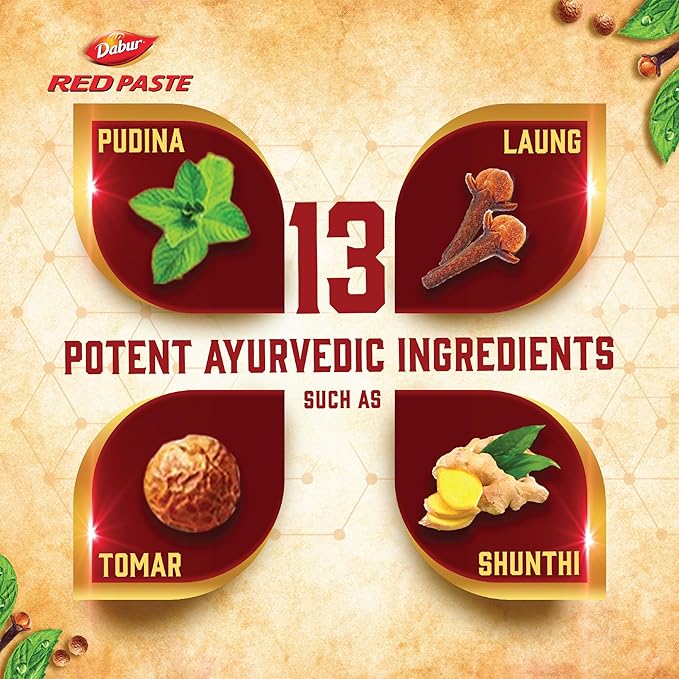 Dabur
RED PASTE
PUDINA
LAUNG
13
POTENT AYURVEDIC INGREDIENTS
SUCH AS
TOMAR
SHUNTHI